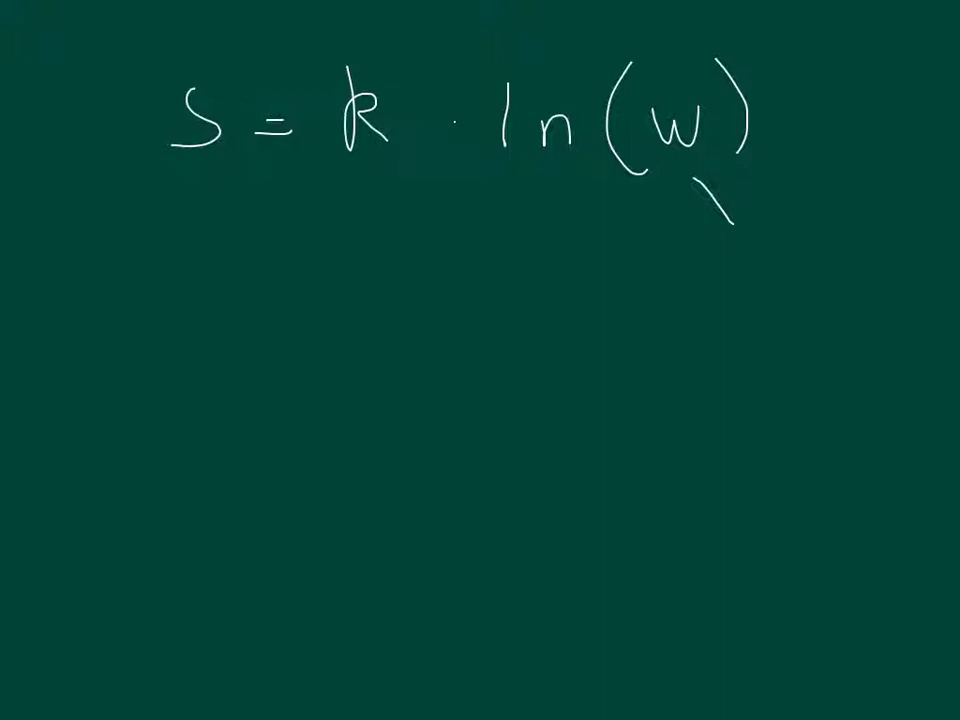 S = k · ln(w)